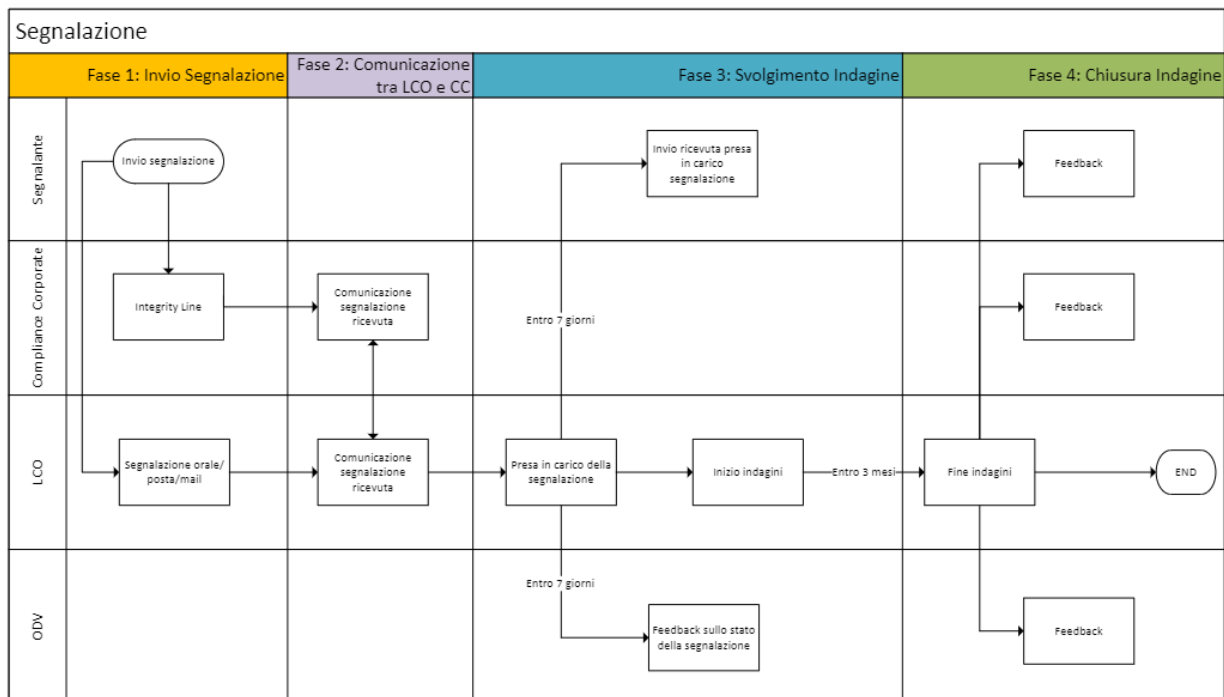 Segnalazione
Fase 1: Invio Segnalazione
Fase 2: Comunicazione
tra LCO e CC
Fase 3: Svolgimento Indagine
Fase 4: Chiusura Indagine
Segnalante
Invio segnalazione
Invio ricevuta presa
in carico
segnalazione
Feedback
Compliance Corporate
Integrity Line
Comunicazione
segnalazione
ricevuta
Entro 7 giorni
Feedback
LCO
Segnalazione orale/
posta/mail
Comunicazione
segnalazione
ricevuta
Presa in carico della
segnalazione
Inizio indagini
Entro 3 mesi
Fine indagini
END
ODV
Entro 7 giorni
Feedback sullo stato
della segnalazione
Feedback